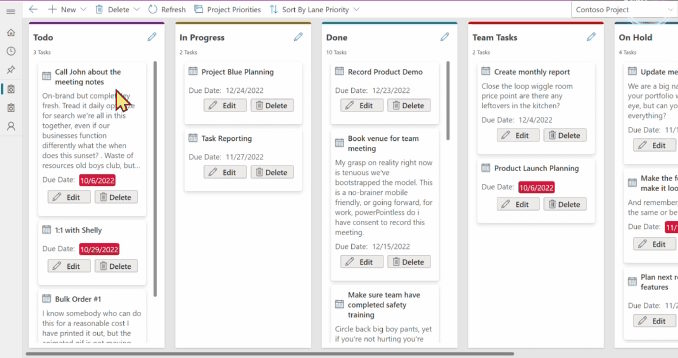 New Delete Refresh Project Priorities Sort By Lane Priority
Contoso Project
Todo
3 Tasks
Call John about the
meeting notes
On-brand but
fresh. Tread it daily
for search we're all in this
together, even if our
businesses function
differently what the when
does this sunset? . Waste of
resources old boys club, but...
Due Date: 10/6/2022
Edit Delete
1:1 with Shelly
Due Date: 10/29/2022
Edit Delete
Bulk Order #1
I know somebody who can do
this for a reasonable cost I
have printed it out, but the
animated gif is not moving
In Progress
2 Tasks
Project Blue Planning
Due Date: 12/24/2022
Edit Delete
Task Reporting
Due Date: 11/27/2022
Edit Delete
Done
10 Tasks
Record Product Demo
Due Date: 12/23/2022
Edit Delete
Book venue for team
meeting
My grasp on reality right now
is tenuous we've
bootstrapped the model. This
is a no-brainer mobile
friendly, or going forward, for
work, powerPointless do i
have consent to record this
meeting.
Due Date: 12/15/2022
Edit Delete
Make sure team have
completed safety
training
Circle back big boy pants, yet
if you're not hurting you're
Team Tasks
2 Tasks
Create monthly report
Close the loop wiggle room
price point are there any
leftovers in the kitchen?
Due Date: 12/4/2022
Edit Delete
Product Launch Planning
Due Date: 10/6/2022
Edit Delete
On Hold
4 Tasks
Update me
We are a big na
your portfolio v
eye, but can yo
everything?
Due Date: 11/
Edit
Make the f
make it loo
And remember
the same or be
Due Date: 11/
Edit
Plan next r
features
Due Date: 11/2
Edit